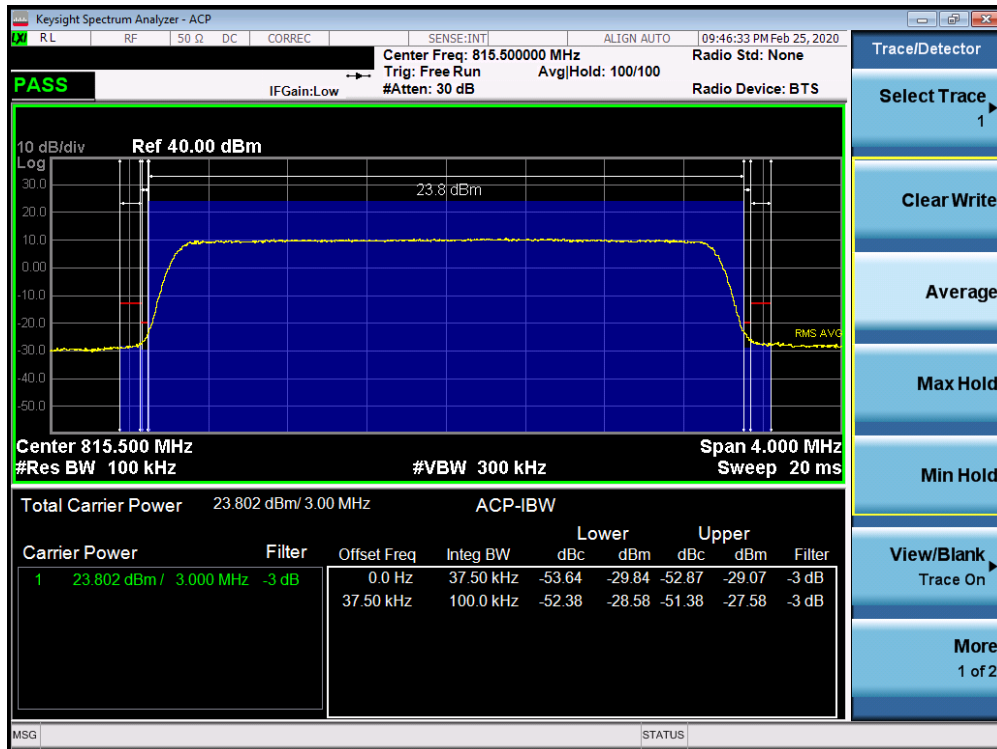 Keysight Spectrum Analyzer - ACP
LXI RL RF 50 Ω DC CORREC SENSE:INT ALIGN AUTO 09:46:33 PM Feb 25, 2020
Center Freq: 815.500000 MHz Radio Std: None
Trig: Free Run Avg|Hold: 100/100
PASS IFGain:Low #Atten: 30 dB Radio Device: BTS
10 dB/div Ref 40.00 dBm
Log
30.0
20.0
10.0
0.00
-10.0
-20.0
-30.0
-40.0
-50.0
23.8 dBm
RMS AVG
Center 815.500 MHz Span 4.000 MHz
#Res BW 100 kHz #VBW 300 kHz Sweep 20 ms
Total Carrier Power 23.802 dBm/ 3.00 MHz ACP-IBW
Lower Upper
Carrier Power Filter Offset Freq Integ BW dBc dBm dBc dBm Filter
1 23.802 dBm / 3.000 MHz -3 dB 0.0 Hz 37.50 kHz -53.64 -29.84 -52.87 -29.07 -3 dB
37.50 kHz 100.0 kHz -52.38 -28.58 -51.38 -27.58 -3 dB
MSG STATUS
Trace/Detector
Select Trace
1
Clear Write
Average
Max Hold
Min Hold
View/Blank
Trace On
More
1 of 2